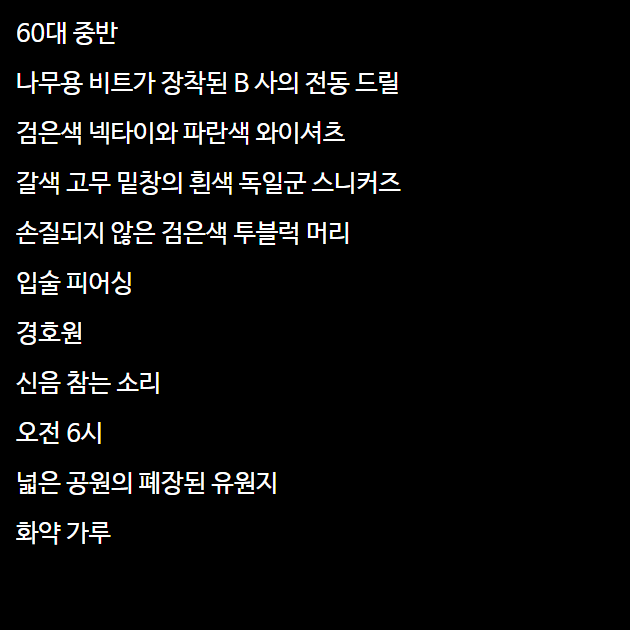 60대 중반
나무용 비트가 장착된 B 사의 전동 드릴
검은색 넥타이와 파란색 와이셔츠
갈색 고무 밑창의 흰색 독일군 스니커즈
손질되지 않은 검은색 투블럭 머리
입술 피어싱
경호원
신음 참는 소리
오전 6시
넓은 공원의 폐장된 유원지
화약 가루